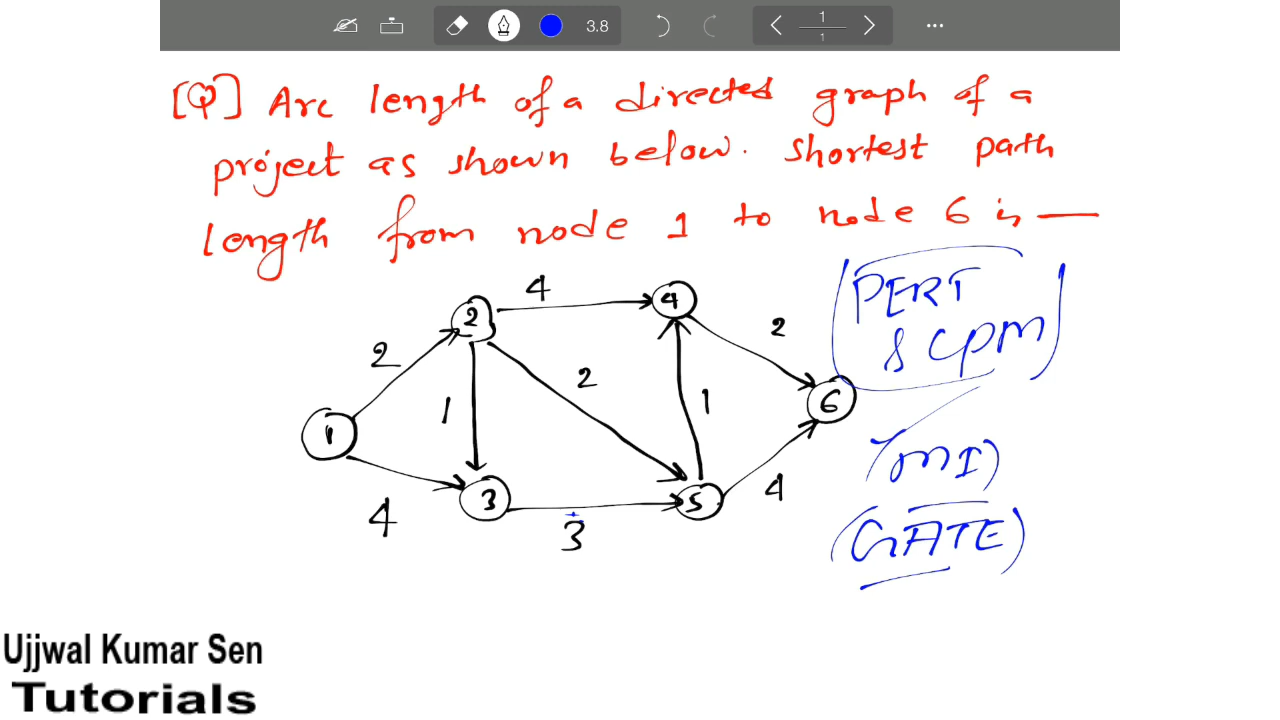 3.8
1
1
[Q] Arc length of a directed graph of a
project as shown below. Shortest path
length from node 1 to node 6 is —
4
2
4
2
2
2
1
1
6
1
3
5
4
3
4
PERT
& CPM
(MI)
(GATE)
Ujjwal Kumar Sen
Tutorials